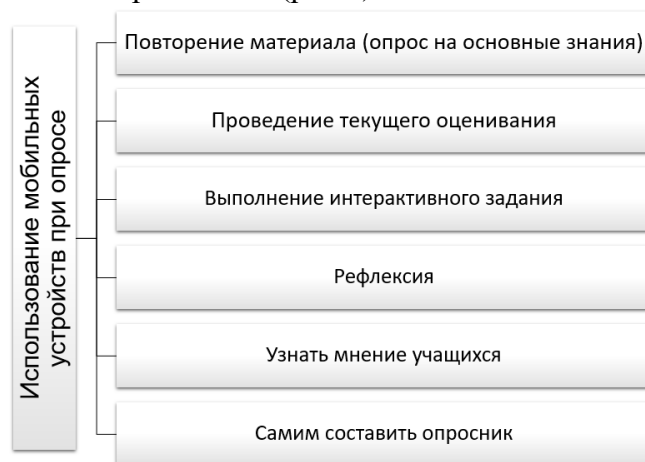 Использование мобильных
устройств при опросе
Повторение материала (опрос на основные знания)
Проведение текущего оценивания
Выполнение интерактивного задания
Рефлексия
Узнать мнение учащихся
Самим составить опросник